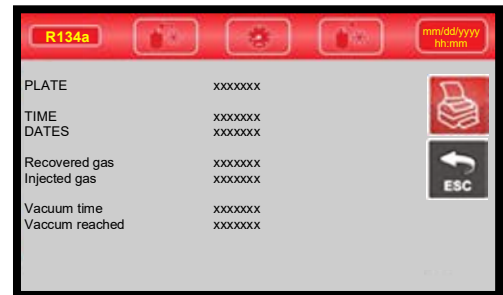 R134a
mm/dd/yyyy
hh:mm
PLATE xxxxxxx
TIME xxxxxxx
DATES xxxxxxx
Recovered gas xxxxxxx
Injected gas xxxxxxx
Vacuum time xxxxxxx
Vaccum reached xxxxxxx
ESC